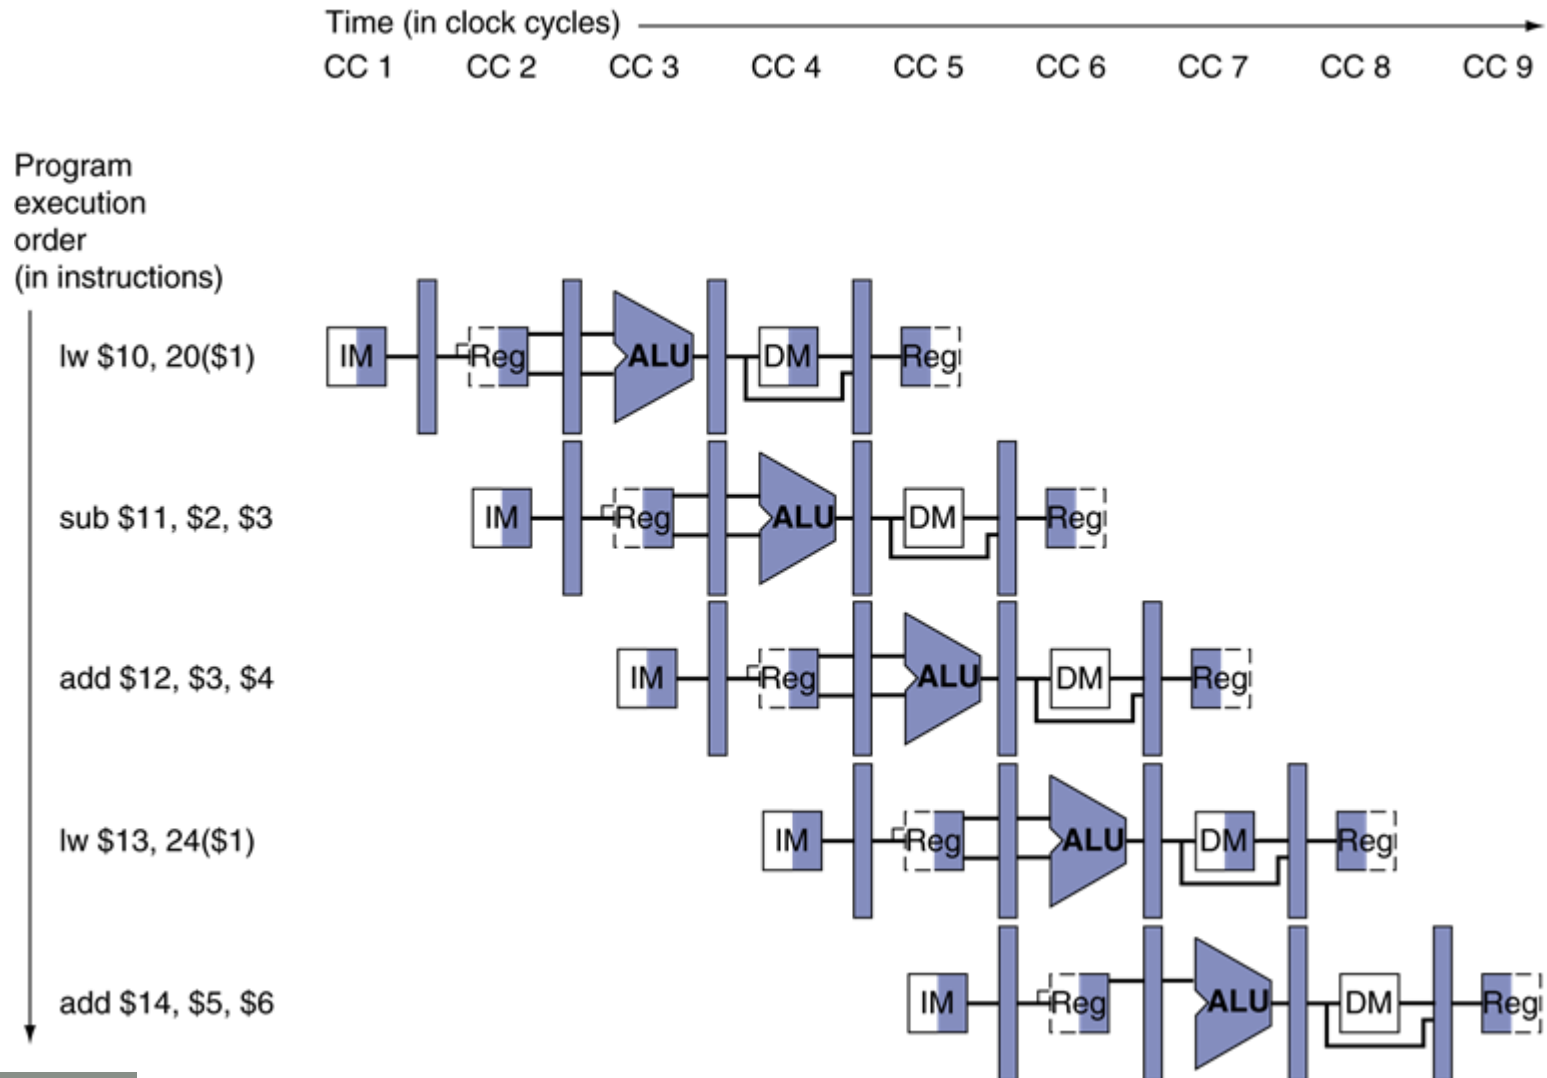 Time (in clock cycles)
CC 1 CC 2 CC 3 CC 4 CC 5 CC 6 CC 7 CC 8 CC 9
Program
execution
order
(in instructions)
lw $10, 20($1) IM Reg ALU DM Reg
sub $11, $2, $3 IM Reg ALU DM Reg
add $12, $3, $4 IM Reg ALU DM Reg
lw $13, 24($1) IM Reg ALU DM Reg
add $14, $5, $6 IM Reg ALU DM Reg